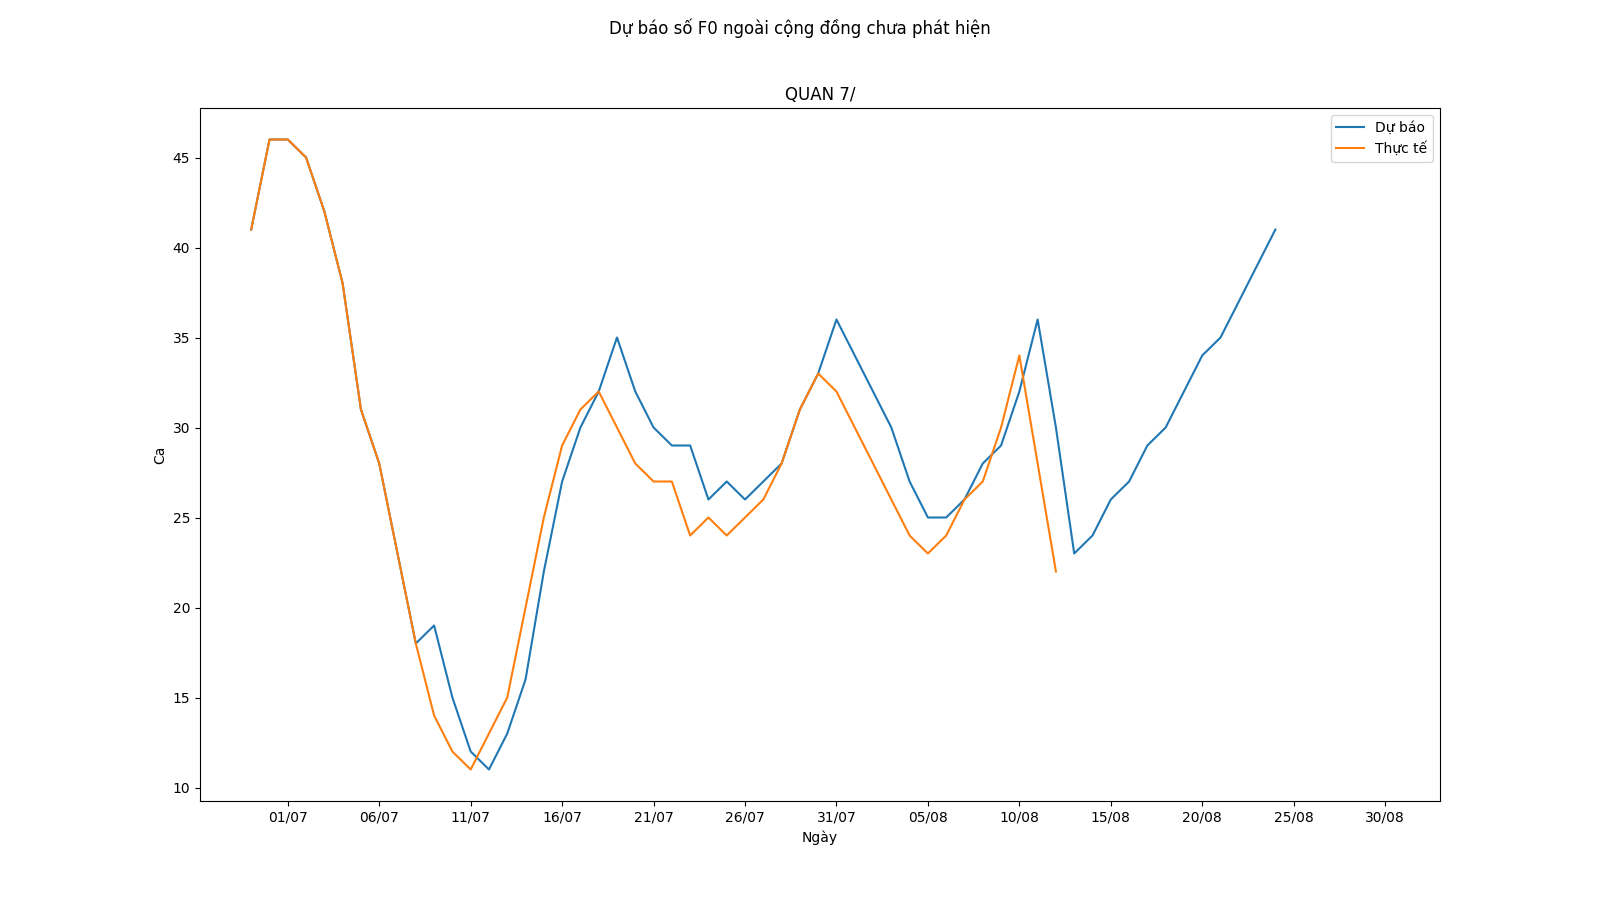 Dự báo số F0 ngoài cộng đồng chưa phát hiện
QUAN 7/
Dự báo
Thực tế
45
40
35
30
25
20
15
10
Ca
01/07 06/07 11/07 16/07 21/07 26/07 31/07 05/08 10/08 15/08 20/08 25/08 30/08
Ngày